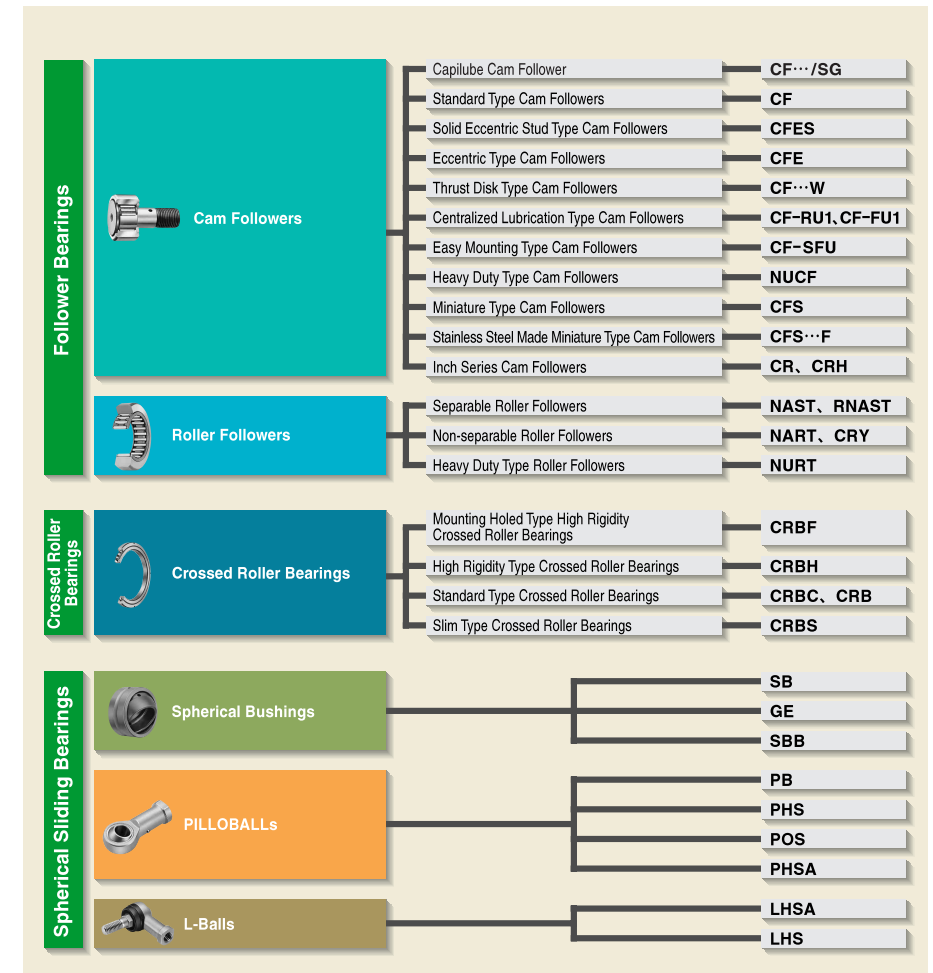 Follower Bearings
Cam Followers
Capilube Cam Follower
CF⋯/SG
Standard Type Cam Followers
CF
Solid Eccentric Stud Type Cam Followers
CFES
Eccentric Type Cam Followers
CFE
Thrust Disk Type Cam Followers
CF⋯W
Centralized Lubrication Type Cam Followers
CF-RU1、CF-FU1
Easy Mounting Type Cam Followers
CF-SFU
Heavy Duty Type Cam Followers
NUCF
Miniature Type Cam Followers
CFS
Stainless Steel Made Miniature Type Cam Followers
CFS⋯F
Inch Series Cam Followers
CR、CRH
Roller Followers
Separable Roller Followers
NAST、RNAST
Non-separable Roller Followers
NART、CRY
Heavy Duty Type Roller Followers
NURT
Crossed Roller
Bearings
Crossed Roller Bearings
Mounting Holed Type High Rigidity
Crossed Roller Bearings
CRBF
High Rigidity Type Crossed Roller Bearings
CRBH
Standard Type Crossed Roller Bearings
CRBC、CRB
Slim Type Crossed Roller Bearings
CRBS
Spherical Sliding Bearings
Spherical Bushings
SB
GE
SBB
PILLOBALLs
PB
PHS
POS
PHSA
L-Balls
LHSA
LHS